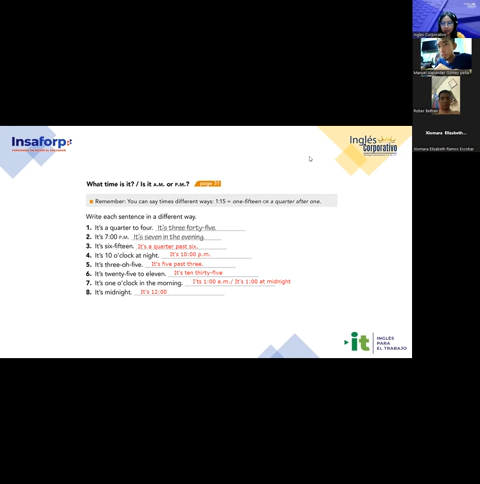 Inglés Corporativo
Manuel Alexander Gómez peña
Rober Beltran
Xiomara Elizabeth...
Xiomara Elizabeth Ramos Escobar
Insaforp
Inglés
Corporativo
What time is it? / Is it A.M. or P.M.? page 31
Remember: You can say times different ways: 1:15 = one-fifteen OR a quarter after one.
Write each sentence in a different way.
1. It's a quarter to four. It's three forty-five.
2. It's 7:00 P.M. It's seven in the evening.
3. It's six-fifteen. It's a quarter past six.
4. It's 10 o'clock at night. It's 10:00 p.m.
5. It's three-oh-five. It's five past three.
6. It's twenty-five to eleven. It's ten thirty-five
7. It's one o'clock in the morning. I'ts 1:00 a.m./ It's 1:00 at midnight
8. It's midnight. It's 12:00
it INGLÉS
PARA
EL TRABAJO